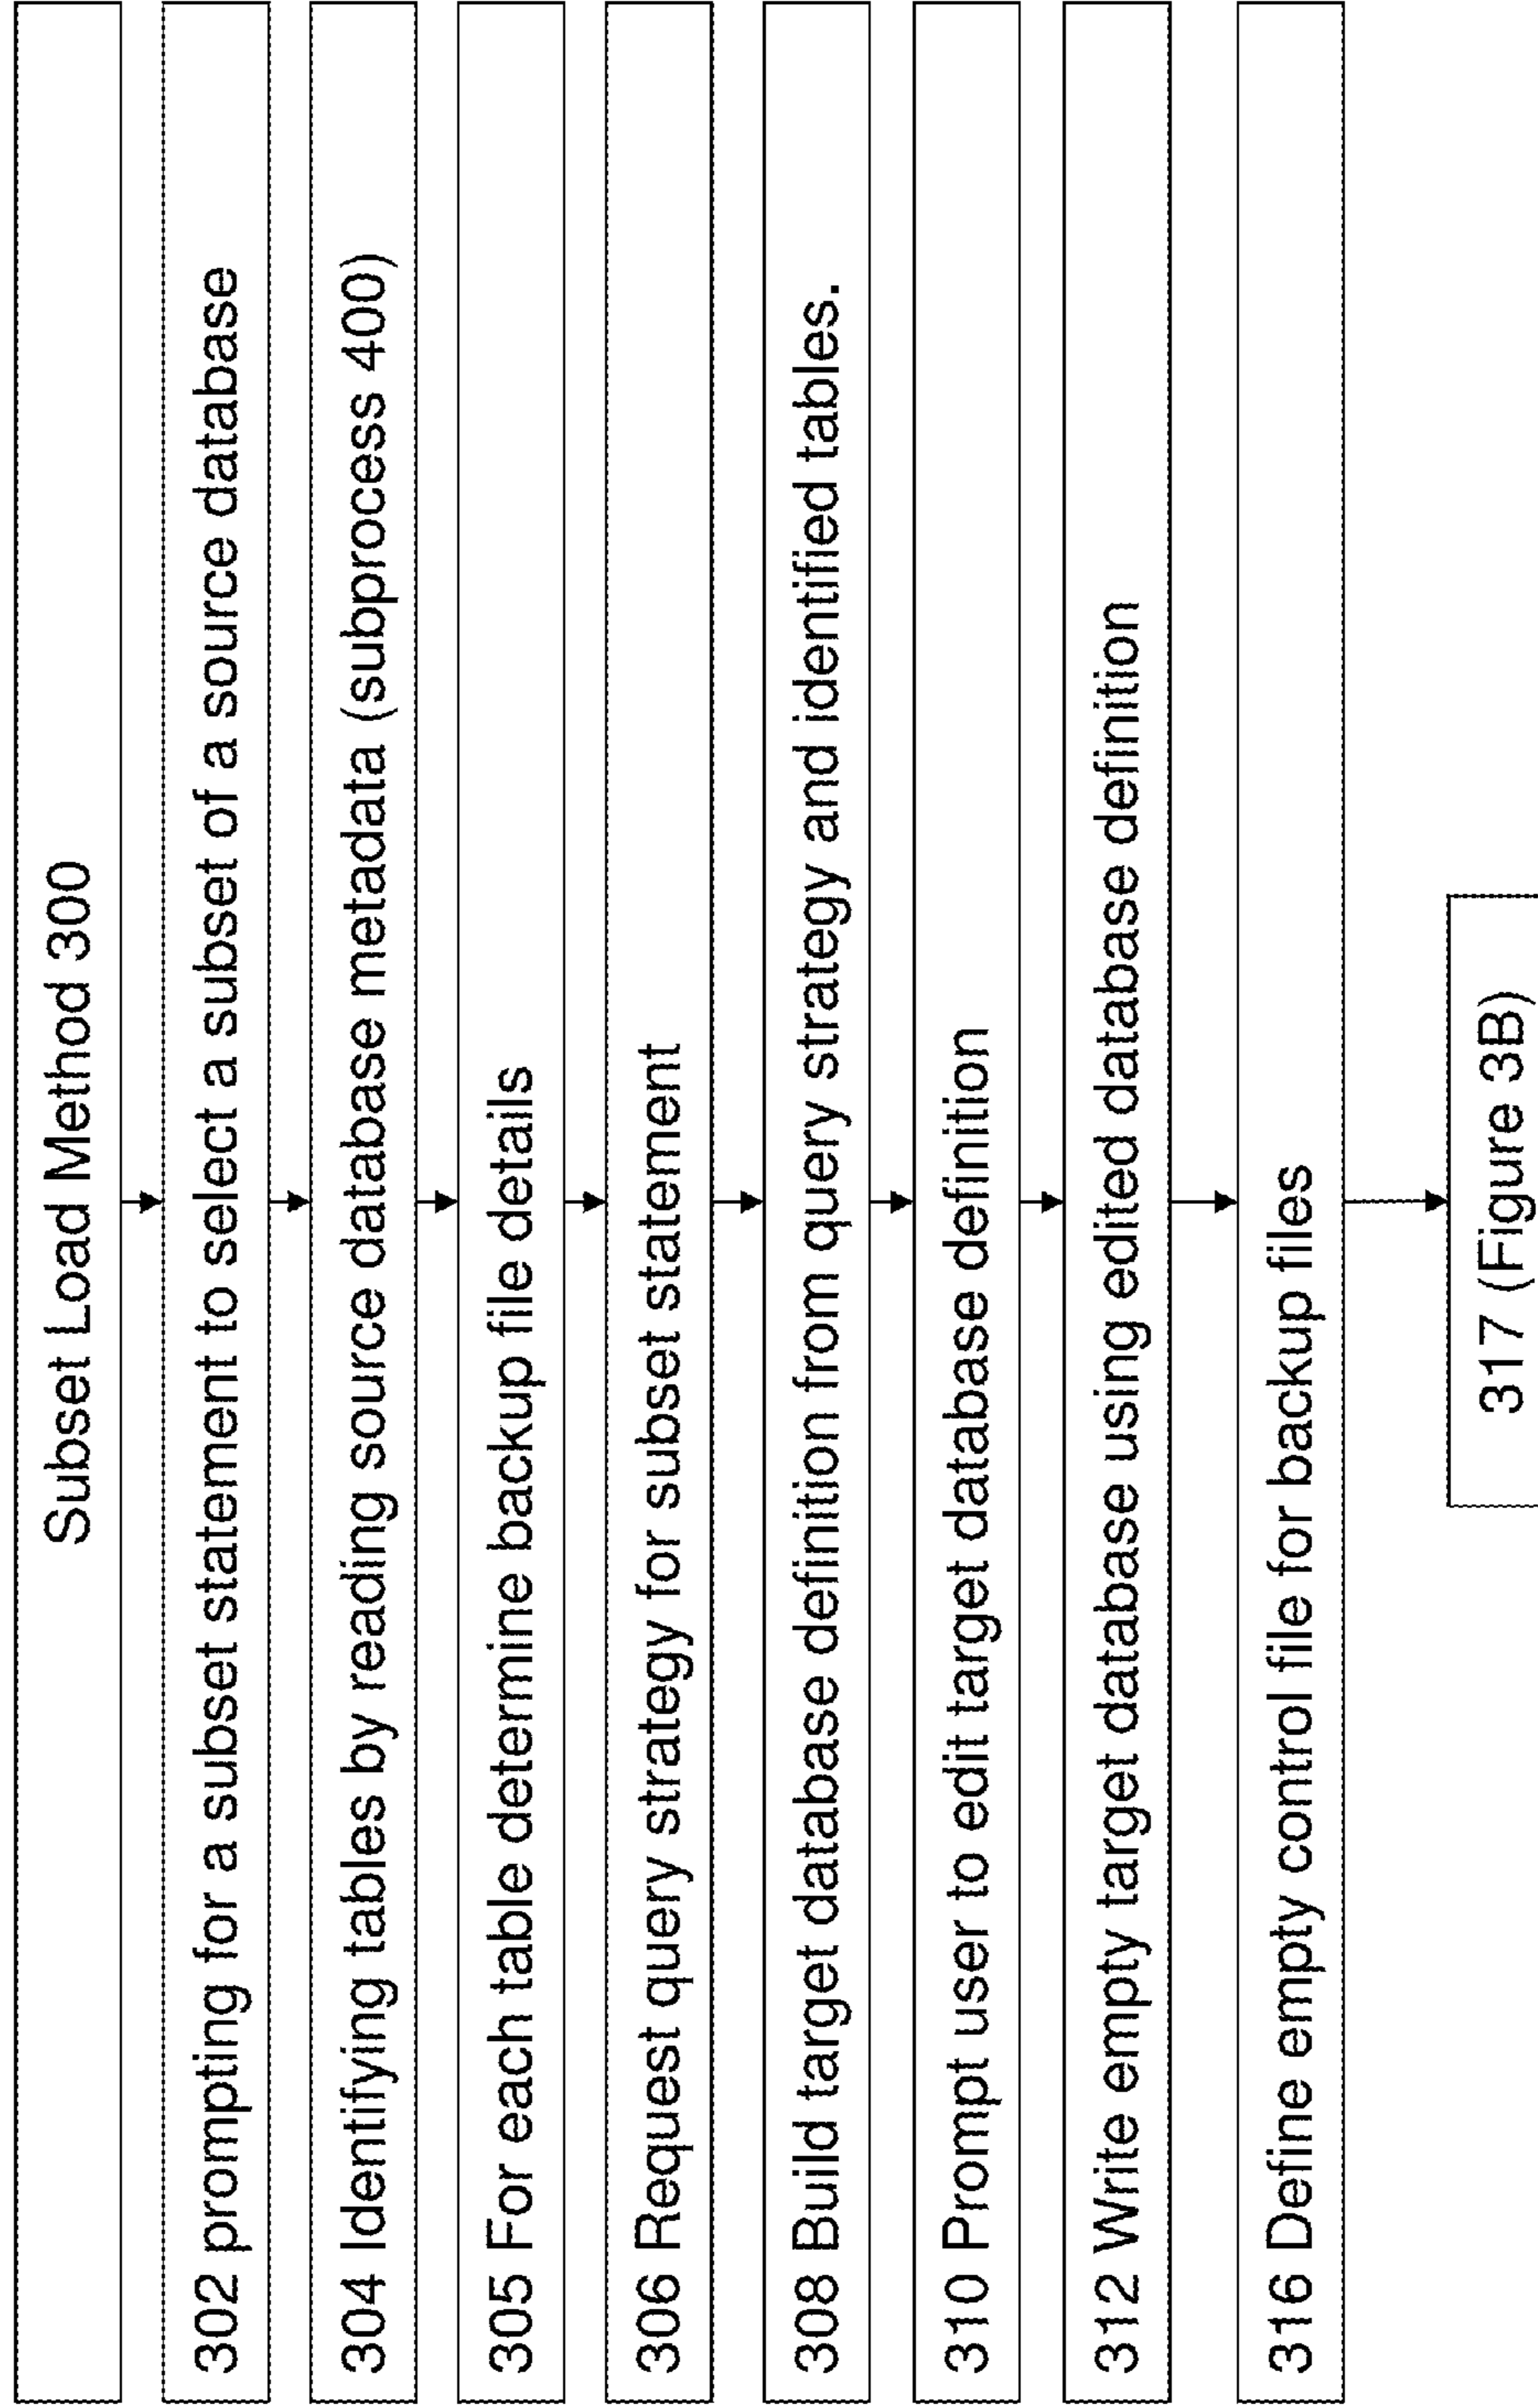 Subset Load Method 300
302 prompting for a subset statement to select a subset of a source database
304 Identifying tables by reading source database metadata (subprocess 400)
305 For each table determine backup file details
306 Request query strategy for subset statement
308 Build target database definition from query strategy and identified tables.
310 Prompt user to edit target database definition
312 Write empty target database using edited database definition
316 Define empty control file for backup files
317 (Figure 3B)